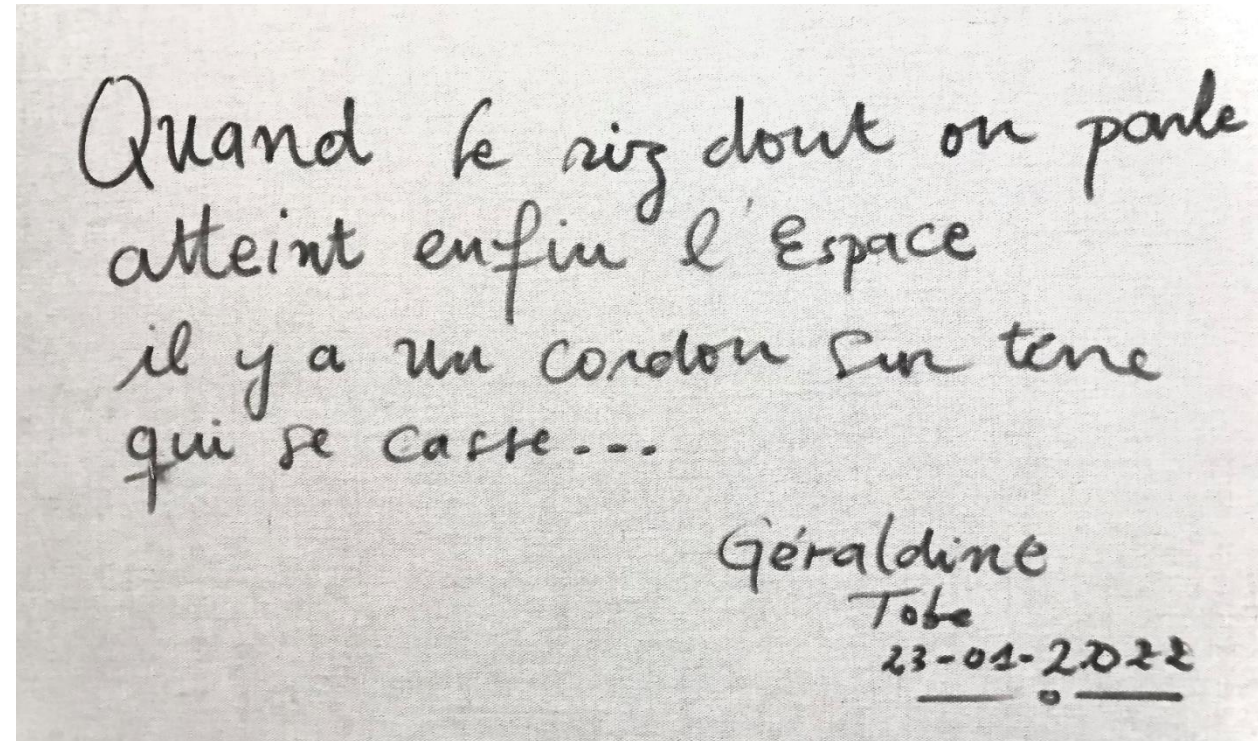 Quand le riz dont on parle
atteint enfin l'Espace
il y a un cordon sur terre
qui se casse...
Géraldine
Tobe
23-01-2022